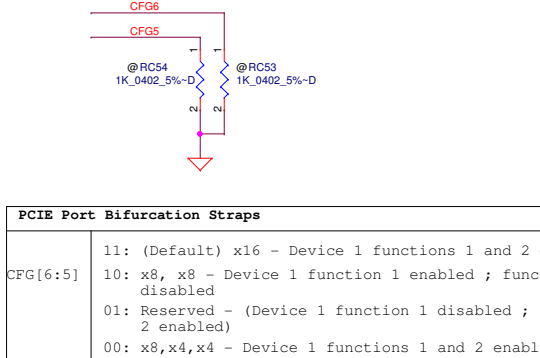 CFG6
CFG5
1
1
@ RC54
@ RC53
1K_0402_5%~D
1K_0402_5%~D
2
2
PCIE Port Bifurcation Straps
11: (Default) x16 - Device 1 functions 1 and 2
CFG[6:5]
10: x8, x8 - Device 1 function 1 enabled ; func
disabled
01: Reserved - (Device 1 function 1 disabled ;
2 enabled)
00: x8,x4,x4 - Device 1 functions 1 and 2 enabl